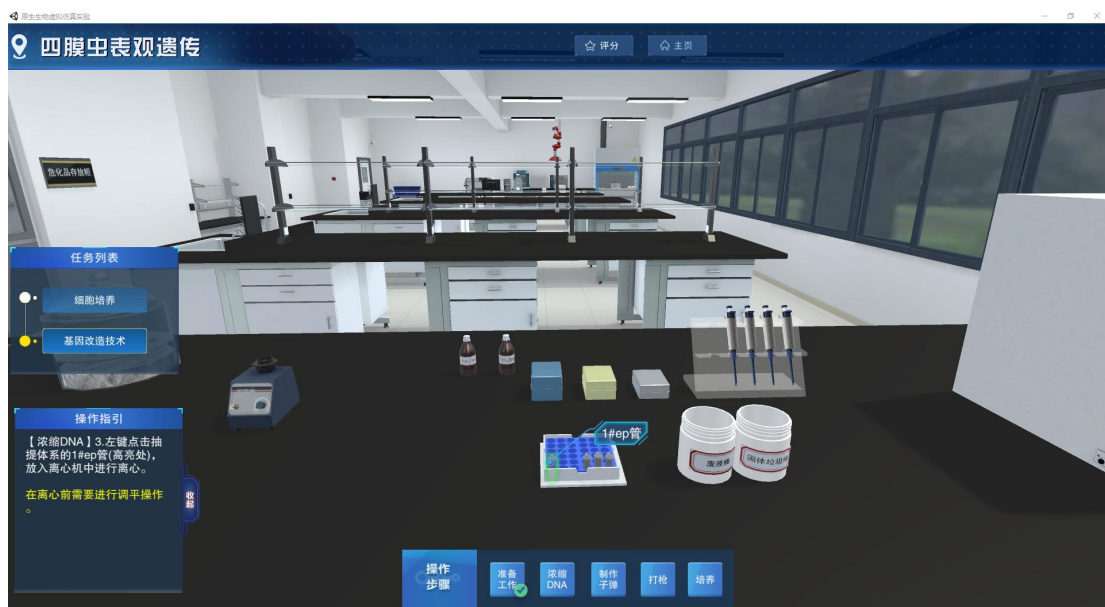 原生生物虚拟仿真实验
四膜虫表观遗传
评分
主页
危化品存放柜
任务列表
细胞培养
基因改造技术
操作指引
【浓缩DNA】3.左键点击抽
提体系的1#ep管(高亮处),
放入离心机中进行离心。
在离心前需要进行调平操作
。
收起
1#ep管
废液桶
固体垃圾桶
操作
步骤
准备
工作
浓缩
DNA
制作
子弹
打枪
培养